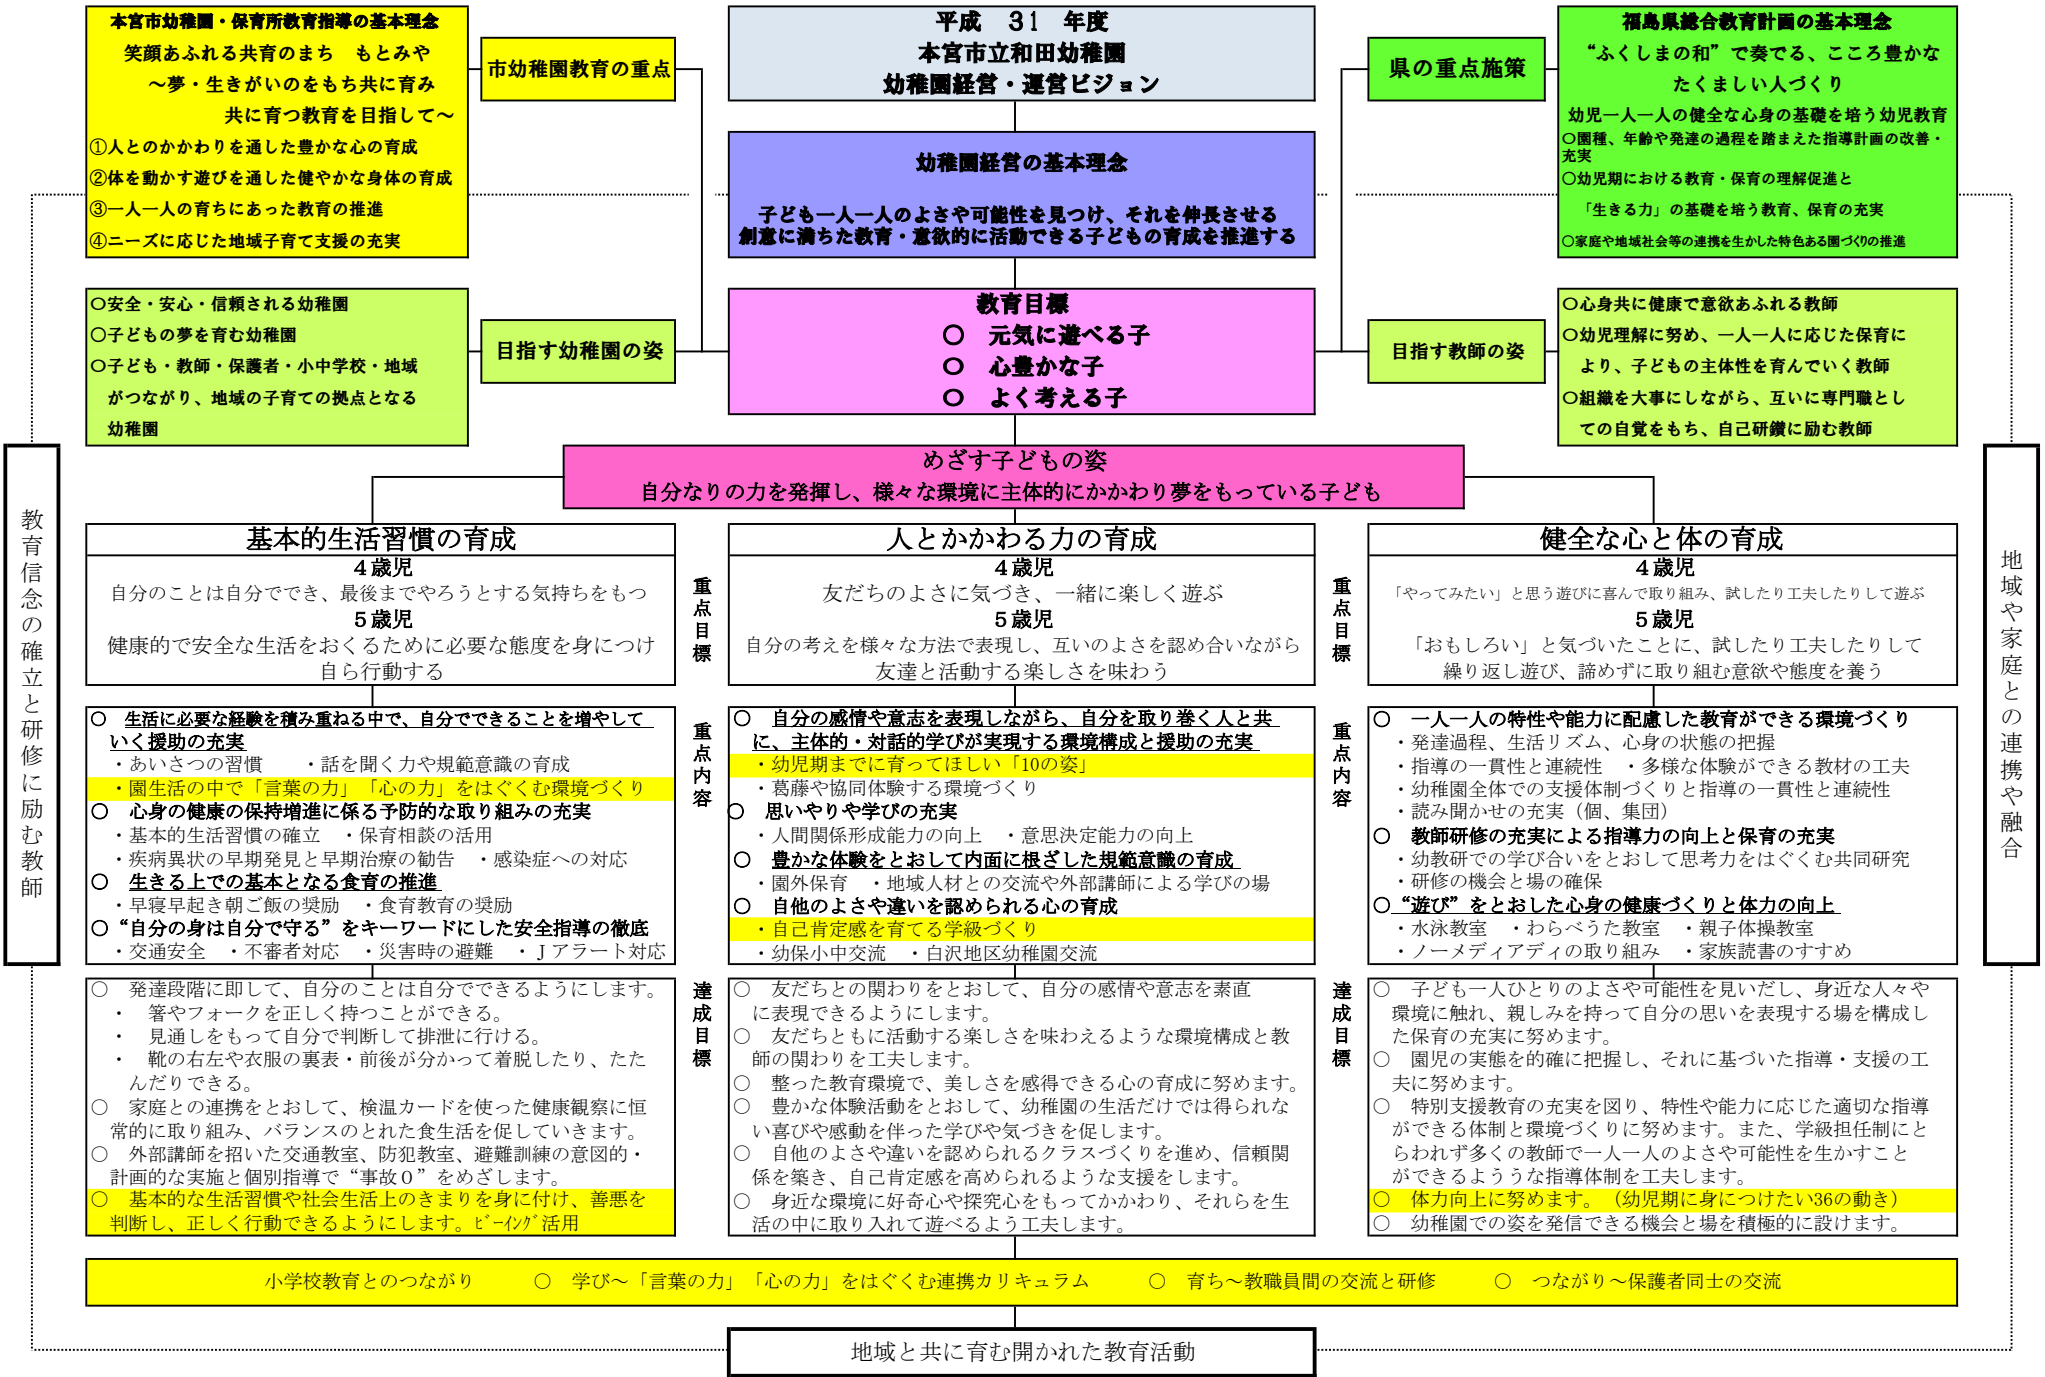 本宮市幼稚園・保育所教育指導の基本理念
笑顔あふれる共育のまち　もとみや
～夢・生きがいのをもち共に育み
共に育つ教育を目指して～
①人とのかかわりを通した豊かな心の育成
②体を動かす遊びを通した健やかな身体の育成
③一人一人の育ちにあった教育の推進
④ニーズに応じた地域子育て支援の充実
市幼稚園教育の重点
平成　31　年度
本宮市立和田幼稚園
幼稚園経営・運営ビジョン
県の重点施策
福島県総合教育計画の基本理念
“ふくしまの和”で奏でる、こころ豊かな
たくましい人づくり
幼児一人一人の健全な心身の基礎を培う幼児教育
○園種、年齢や発達の過程を踏まえた指導計画の改善・
充実
○幼児期における教育・保育の理解促進と
「生きる力」の基礎を培う教育、保育の充実
○家庭や地域社会等の連携を生かした特色ある園づくりの推進
幼稚園経営の基本理念
子ども一人一人のよさや可能性を見つけ、それを伸長させる
創意に満ちた教育・意欲的に活動できる子どもの育成を推進する
○安全・安心・信頼される幼稚園
○子どもの夢を育む幼稚園
○子ども・教師・保護者・小中学校・地域
がつながり、地域の子育ての拠点となる
幼稚園
目指す幼稚園の姿
教育目標
○　元気に遊べる子
○　心豊かな子
○　よく考える子
目指す教師の姿
○心身共に健康で意欲あふれる教師
○幼児理解に努め、一人一人に応じた保育に
より、子どもの主体性を育んでいく教師
○組織を大事にしながら、互いに専門職とし
ての自覚をもち、自己研鑽に励む教師
めざす子どもの姿
自分なりの力を発揮し、様々な環境に主体的にかかわり夢をもっている子ども
教育信念の確立と研修に励む教師
基本的生活習慣の育成
4歳児
自分のことは自分ででき、最後までやろうとする気持ちをもつ
5歳児
健康的で安全な生活をおくるために必要な態度を身につけ
自ら行動する
重点目標
人とかかわる力の育成
4歳児
友だちのよさに気づき、一緒に楽しく遊ぶ
5歳児
自分の考えを様々な方法で表現し、互いのよさを認め合いながら
友達と活動する楽しさを味わう
重点目標
健全な心と体の育成
4歳児
「やってみたい」と思う遊びに喜んで取り組み、試したり工夫したりして遊ぶ
5歳児
「おもしろい」と気づいたことに、試したり工夫したりして
繰り返し遊び、諦めずに取り組む意欲や態度を養う
地域や家庭との連携や融合
○　生活に必要な経験を積み重ねる中で、自分でできることを増やして
いく援助の充実
・あいさつの習慣　　・話を聞く力や規範意識の育成
・園生活の中で「言葉の力」「心の力」をはぐくむ環境づくり
○　心身の健康の保持増進に係る予防的な取り組みの充実
・基本的生活習慣の確立　・保育相談の活用
・疾病異状の早期発見と早期治療の勧告　・感染症への対応
○　生きる上での基本となる食育の推進
・早寝早起き朝ご飯の奨励　・食育教育の奨励
○“自分の身は自分で守る”をキーワードにした安全指導の徹底
・交通安全　・不審者対応　・災害時の避難　・Ｊアラート対応
重点内容
○　自分の感情や意志を表現しながら、自分を取り巻く人と共
に、主体的・対話的学びが実現する環境構成と援助の充実
・幼児期までに育ってほしい「10の姿」
・葛藤や協同体験する環境づくり
○　思いやりや学びの充実
・人間関係形成能力の向上　・意思決定能力の向上
○　豊かな体験をとおして内面に根ざした規範意識の育成
・園外保育　・地域人材との交流や外部講師による学びの場
○　自他のよさや違いを認められる心の育成
・自己肯定感を育てる学級づくり
・幼保小中交流　・白沢地区幼稚園交流
重点内容
○　一人一人の特性や能力に配慮した教育ができる環境づくり
・発達過程、生活リズム、心身の状態の把握
・指導の一貫性と連続性　・多様な体験ができる教材の工夫
・幼稚園全体での支援体制づくりと指導の一貫性と連続性
・読み聞かせの充実（個、集団）
○　教師研修の充実による指導力の向上と保育の充実
・幼教研での学び合いをとおして思考力をはぐくむ共同研究
・研修の機会と場の確保
○“遊び”をとおした心身の健康づくりと体力の向上
・水泳教室　・わらべうた教室　・親子体操教室
・ノーメディアディの取り組み　・家族読書のすすめ
○　発達段階に即して、自分のことは自分でできるようにします。
・　箸やフォークを正しく持つことができる。
・　見通しをもって自分で判断して排泄に行ける。
・　靴の右左や衣服の裏表・前後が分かって着脱したり、たた
んだりできる。
○　家庭との連携をとおして、検温カードを使った健康観察に恒
常的に取り組み、バランスのとれた食生活を促していきます。
○　外部講師を招いた交通教室、防犯教室、避難訓練の意図的・
計画的な実施と個別指導で“事故０”をめざします。
○　基本的な生活習慣や社会生活上のきまりを身に付け、善悪を
判断し、正しく行動できるようにします。ﾋﾞｰｲﾝｸﾞ活用
達成目標
○　友だちとの関わりをとおして、自分の感情や意志を素直
に表現できるようにします。
○　友だちともに活動する楽しさを味わえるような環境構成と教
師の関わりを工夫します。
○　整った教育環境で、美しさを感得できる心の育成に努めます。
○　豊かな体験活動をとおして、幼稚園の生活だけでは得られな
い喜びや感動を伴った学びや気づきを促します。
○　自他のよさや違いを認められるクラスづくりを進め、信頼関
係を築き、自己肯定感を高められるような支援をします。
○　身近な環境に好奇心や探究心をもってかかわり、それらを生
活の中に取り入れて遊べるよう工夫します。
達成目標
○　子ども一人ひとりのよさや可能性を見いだし、身近な人々や
環境に触れ、親しみを持って自分の思いを表現する場を構成し
た保育の充実に努めます。
○　園児の実態を的確に把握し、それに基づいた指導・支援の工
夫に努めます。
○　特別支援教育の充実を図り、特性や能力に応じた適切な指導
ができる体制と環境づくりに努めます。また、学級担任制にと
らわれず多くの教師で一人一人のよさや可能性を生かすこと
ができるよううな指導体制を工夫します。
○　体力向上に努めます。（幼児期に身につけたい36の動き）
○　幼稚園での姿を発信できる機会と場を積極的に設けます。
小学校教育とのつながり　　○　学び～「言葉の力」「心の力」をはぐくむ連携カリキュラム　　○　育ち～教職員間の交流と研修　　○　つながり～保護者同士の交流
地域と共に育む開かれた教育活動